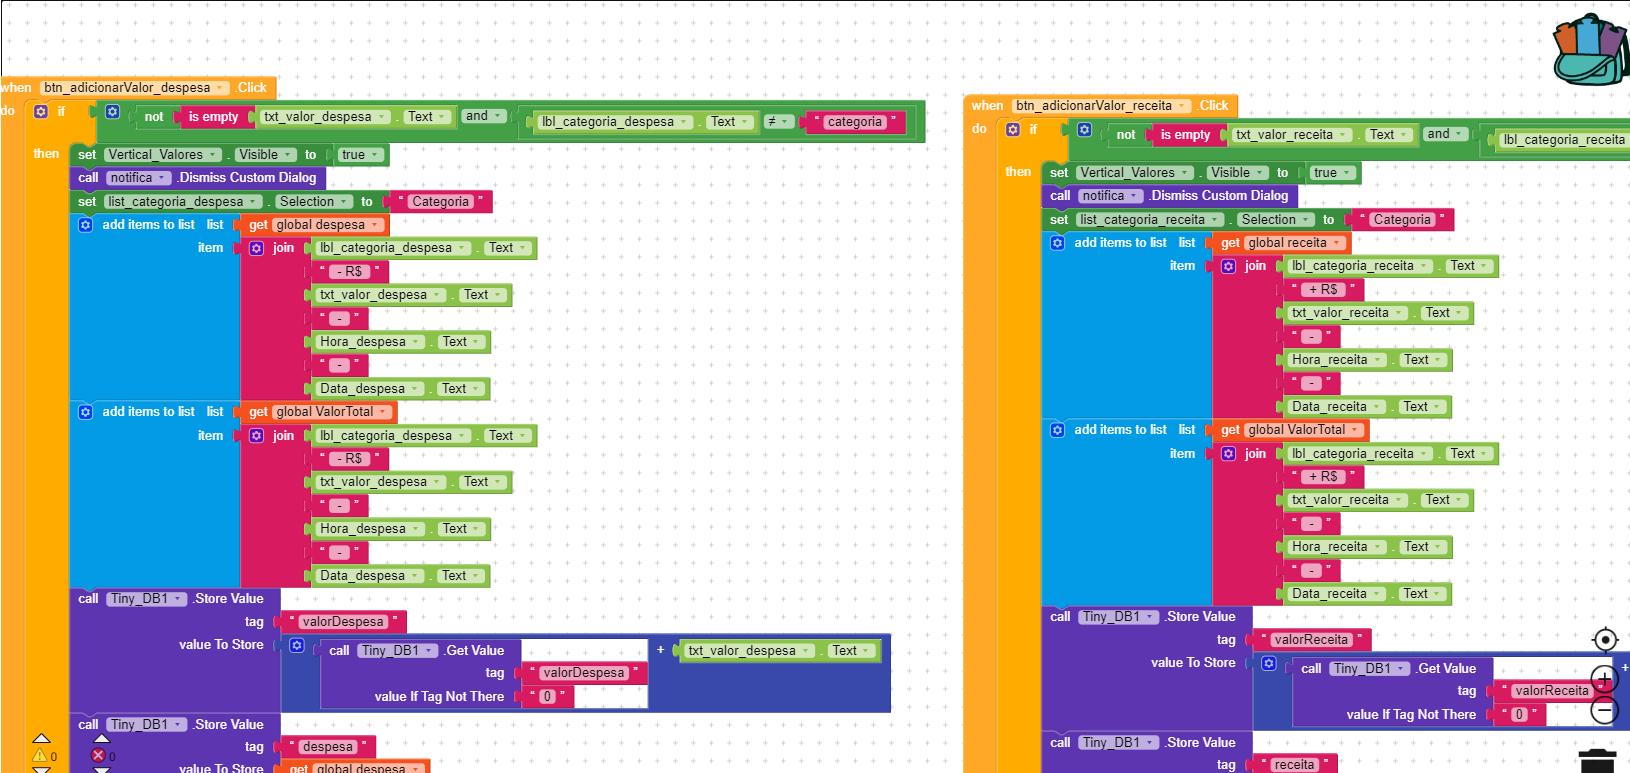 when btn_adicionarValor_despesa .Click
do if not is empty txt_valor_despesa . Text and lbl_categoria_despesa . Text ≠ “ categoria ”
then set Vertical_Valores . Visible to true
call notifica .Dismiss Custom Dialog
set list_categoria_despesa . Selection to “ Categoria ”
add items to list list get global despesa
item join lbl_categoria_despesa . Text
“ - R$ ”
txt_valor_despesa . Text
“ - ”
Hora_despesa . Text
“ - ”
Data_despesa . Text
add items to list list get global ValorTotal
item join lbl_categoria_despesa . Text
“ - R$ ”
txt_valor_despesa . Text
“ - ”
Hora_despesa . Text
“ - ”
Data_despesa . Text
call Tiny_DB1 .Store Value
tag “ valorDespesa ”
value To Store call Tiny_DB1 .Get Value + txt_valor_despesa . Text
tag “ valorDespesa ”
value If Tag Not There “ 0 ”
call Tiny_DB1 .Store Value
tag “ despesa ”
value To Store get global despesa
0 0
when btn_adicionarValor_receita .Click
do if not is empty txt_valor_receita . Text and lbl_categoria_receita
then set Vertical_Valores . Visible to true
call notifica .Dismiss Custom Dialog
set list_categoria_receita . Selection to “ Categoria ”
add items to list list get global receita
item join lbl_categoria_receita . Text
“ + R$ ”
txt_valor_receita . Text
“ - ”
Hora_receita . Text
“ - ”
Data_receita . Text
add items to list list get global ValorTotal
item join lbl_categoria_receita . Text
“ + R$ ”
txt_valor_receita . Text
“ - ”
Hora_receita . Text
“ - ”
Data_receita . Text
call Tiny_DB1 .Store Value
tag “ valorReceita ”
value To Store call Tiny_DB1 .Get Value +
tag “ valorReceita
value If Tag Not There “ 0 ”
call Tiny_DB1 .Store Value
tag “ receita ”